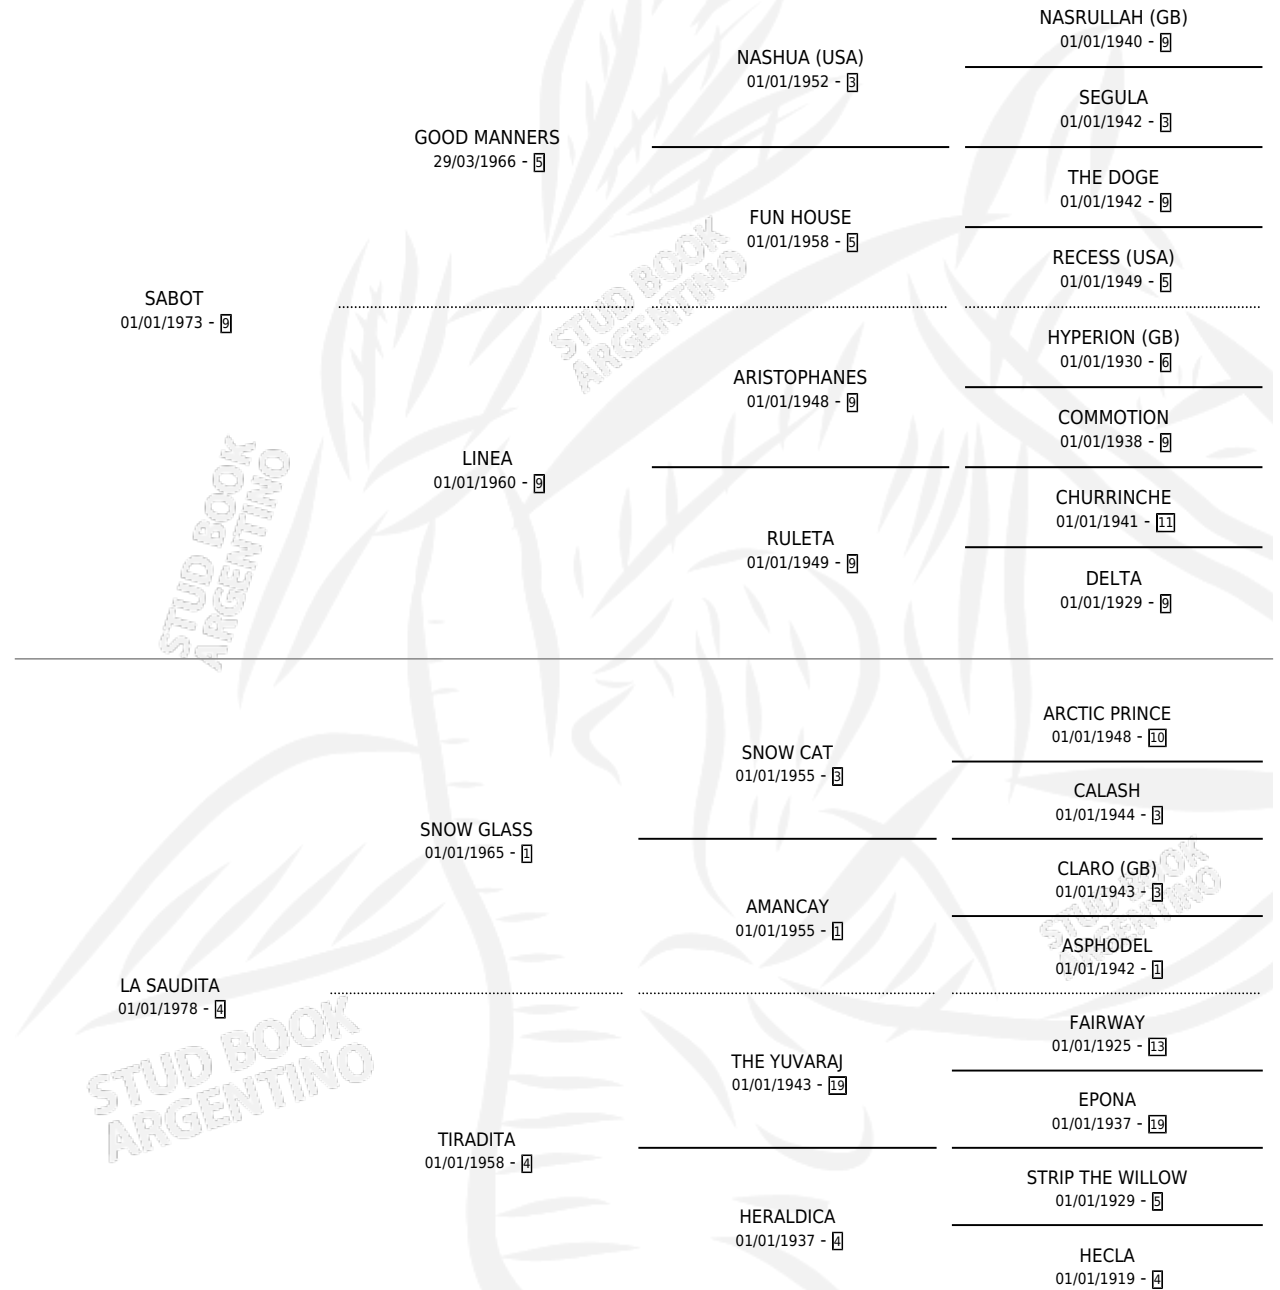 NASRULLAH (GB)
01/01/1940 - 9
NASHUA (USA)
01/01/1952 - 3
SEGULA
01/01/1942 - 3
GOOD MANNERS
29/03/1966 - 5
THE DOGE
01/01/1942 - 9
FUN HOUSE
01/01/1958 - 5
RECESS (USA)
01/01/1949 - 5
SABOT
01/01/1973 - 9
HYPERION (GB)
01/01/1930 - 6
ARISTOPHANES
01/01/1948 - 9
COMMOTION
01/01/1938 - 9
LINEA
01/01/1960 - 9
CHURRINCHE
01/01/1941 - 11
RULETA
01/01/1949 - 9
DELTA
01/01/1929 - 9
ARCTIC PRINCE
01/01/1948 - 10
SNOW CAT
01/01/1955 - 3
CALASH
01/01/1944 - 3
SNOW GLASS
01/01/1965 - 1
CLARO (GB)
01/01/1943 - 3
AMANCAY
01/01/1955 - 1
ASPHODEL
01/01/1942 - 1
LA SAUDITA
01/01/1978 - 4
FAIRWAY
01/01/1925 - 13
THE YUVARAJ
01/01/1943 - 19
EPONA
01/01/1937 - 19
TIRADITA
01/01/1958 - 4
STRIP THE WILLOW
01/01/1929 - 5
HERALDICA
01/01/1937 - 4
HECLA
01/01/1919 - 4
STUD BOOK
ARGENTINO
STUD BOOK
ARGENTINO
STUD BOOK
ARGENTINO
STUD BOOK
ARGENTINO